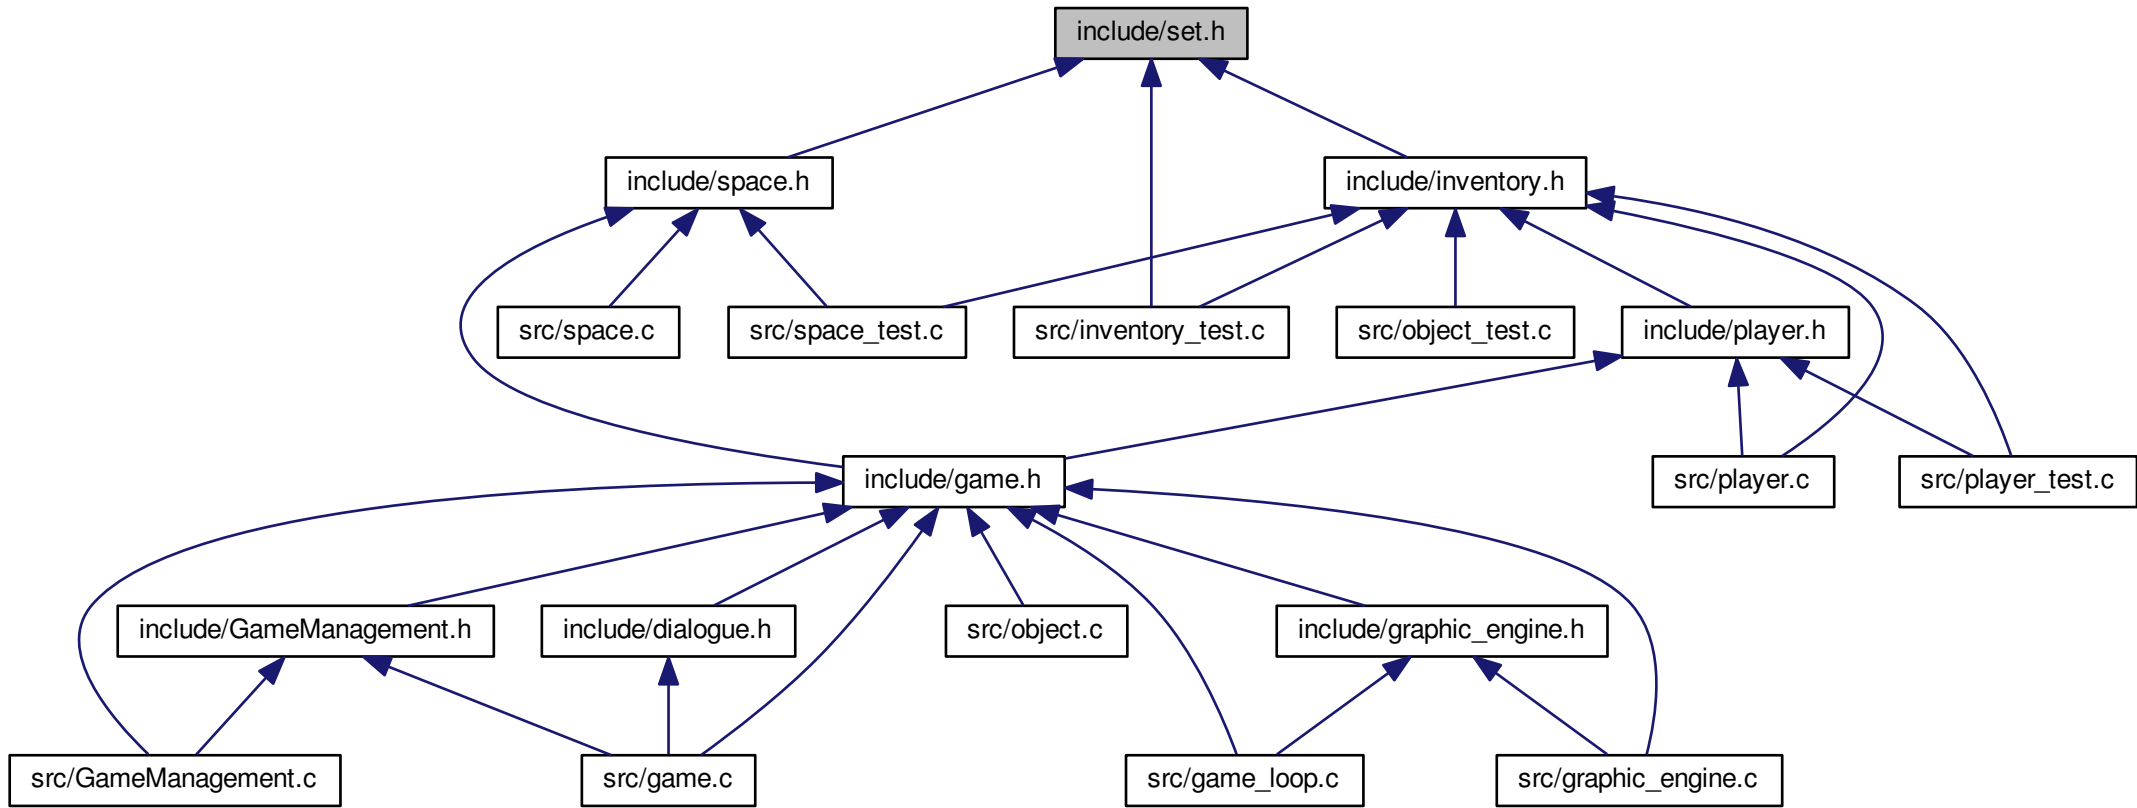 include/set.h
include/space.h
include/inventory.h
src/space.c
src/space_test.c
src/inventory_test.c
src/object_test.c
include/player.h
include/game.h
src/player.c
src/player_test.c
include/GameManagement.h
include/dialogue.h
src/object.c
include/graphic_engine.h
src/GameManagement.c
src/game.c
src/game_loop.c
src/graphic_engine.c